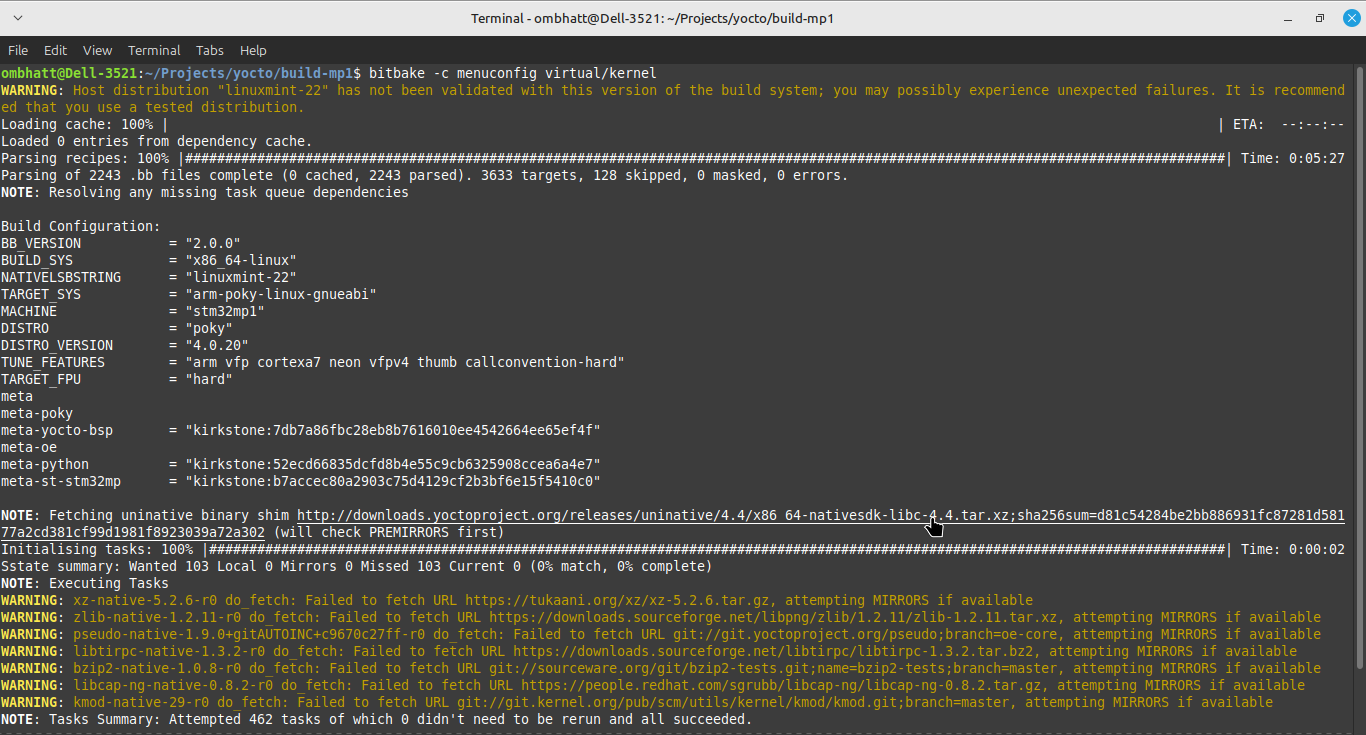 Terminal - ombhatt@Dell-3521: ~/Projects/yocto/build-mp1
File Edit View Terminal Tabs Help
ombhatt@Dell-3521:~/Projects/yocto/build-mp1$ bitbake -c menuconfig virtual/kernel
WARNING: Host distribution "linuxmint-22" has not been validated with this version of the build system; you may possibly experience unexpected failures. It is recommend
ed that you use a tested distribution.
Loading cache: 100% | | ETA: --:--:--
Loaded 0 entries from dependency cache.
Parsing recipes: 100% |##################################################################################################################################| Time: 0:05:27
Parsing of 2243 .bb files complete (0 cached, 2243 parsed). 3633 targets, 128 skipped, 0 masked, 0 errors.
NOTE: Resolving any missing task queue dependencies
Build Configuration:
BB_VERSION = "2.0.0"
BUILD_SYS = "x86_64-linux"
NATIVELSBSTRING = "linuxmint-22"
TARGET_SYS = "arm-poky-linux-gnueabi"
MACHINE = "stm32mp1"
DISTRO = "poky"
DISTRO_VERSION = "4.0.20"
TUNE_FEATURES = "arm vfp cortexa7 neon vfpv4 thumb callconvention-hard"
TARGET_FPU = "hard"
meta
meta-poky
meta-yocto-bsp = "kirkstone:7db7a86fbc28eb8b7616010ee4542664ee65ef4f"
meta-oe
meta-python = "kirkstone:52ecd66835dcfd8b4e55c9cb6325908ccea6a4e7"
meta-st-stm32mp = "kirkstone:b7accec80a2903c75d4129cf2b3bf6e15f5410c0"
NOTE: Fetching uninative binary shim http://downloads.yoctoproject.org/releases/uninative/4.4/x86_64-nativesdk-libc-4.4.tar.xz;sha256sum=d81c54284be2bb886931fc87281d581
77a2cd381cf99d1981f8923039a72a302 (will check PREMIRRORS first)
Initialising tasks: 100% |###############################################################################################################################| Time: 0:00:02
Sstate summary: Wanted 103 Local 0 Mirrors 0 Missed 103 Current 0 (0% match, 0% complete)
NOTE: Executing Tasks
WARNING: xz-native-5.2.6-r0 do_fetch: Failed to fetch URL https://tukaani.org/xz/xz-5.2.6.tar.gz, attempting MIRRORS if available
WARNING: zlib-native-1.2.11-r0 do_fetch: Failed to fetch URL https://downloads.sourceforge.net/libpng/zlib/1.2.11/zlib-1.2.11.tar.xz, attempting MIRRORS if available
WARNING: pseudo-native-1.9.0+gitAUTOINC+c9670c27ff-r0 do_fetch: Failed to fetch URL git://git.yoctoproject.org/pseudo;branch=oe-core, attempting MIRRORS if available
WARNING: libtirpc-native-1.3.2-r0 do_fetch: Failed to fetch URL https://downloads.sourceforge.net/libtirpc/libtirpc-1.3.2.tar.bz2, attempting MIRRORS if available
WARNING: bzip2-native-1.0.8-r0 do_fetch: Failed to fetch URL git://sourceware.org/git/bzip2-tests.git;name=bzip2-tests;branch=master, attempting MIRRORS if available
WARNING: libcap-ng-native-0.8.2-r0 do_fetch: Failed to fetch URL https://people.redhat.com/sgrubb/libcap-ng/libcap-ng-0.8.2.tar.gz, attempting MIRRORS if available
WARNING: kmod-native-29-r0 do_fetch: Failed to fetch URL git://git.kernel.org/pub/scm/utils/kernel/kmod/kmod.git;branch=master, attempting MIRRORS if available
NOTE: Tasks Summary: Attempted 462 tasks of which 0 didn't need to be rerun and all succeeded.